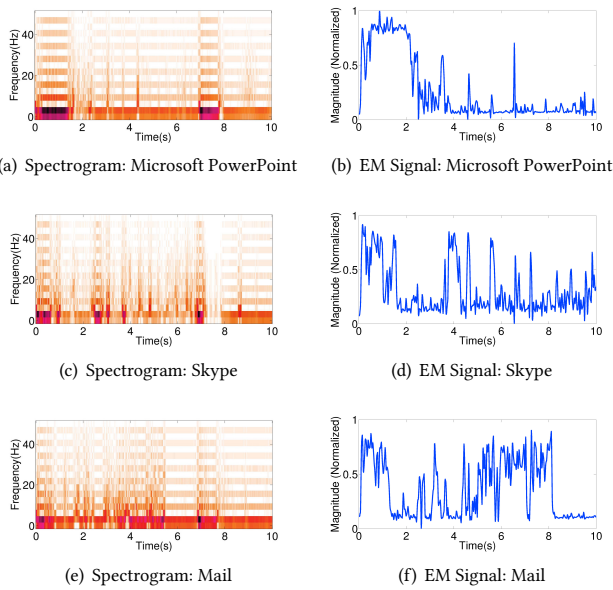 Frequency(Hz)
40
20
0
0 2 4 6 8 10
Time(s)
Magnitude (Normalized)
1
0.5
0
0 2 4 6 8 10
Time(s)
(a) Spectrogram: Microsoft PowerPoint
(b) EM Signal: Microsoft PowerPoint
Frequency(Hz)
40
20
0
0 2 4 6 8 10
Time(s)
Magnitude (Normalized)
1
0.5
0
0 2 4 6 8 10
Time(s)
(c) Spectrogram: Skype
(d) EM Signal: Skype
Frequency(Hz)
40
20
0
0 2 4 6 8 10
Time(s)
Magnitude (Normalized)
1
0.5
0
0 2 4 6 8 10
Time(s)
(e) Spectrogram: Mail
(f) EM Signal: Mail